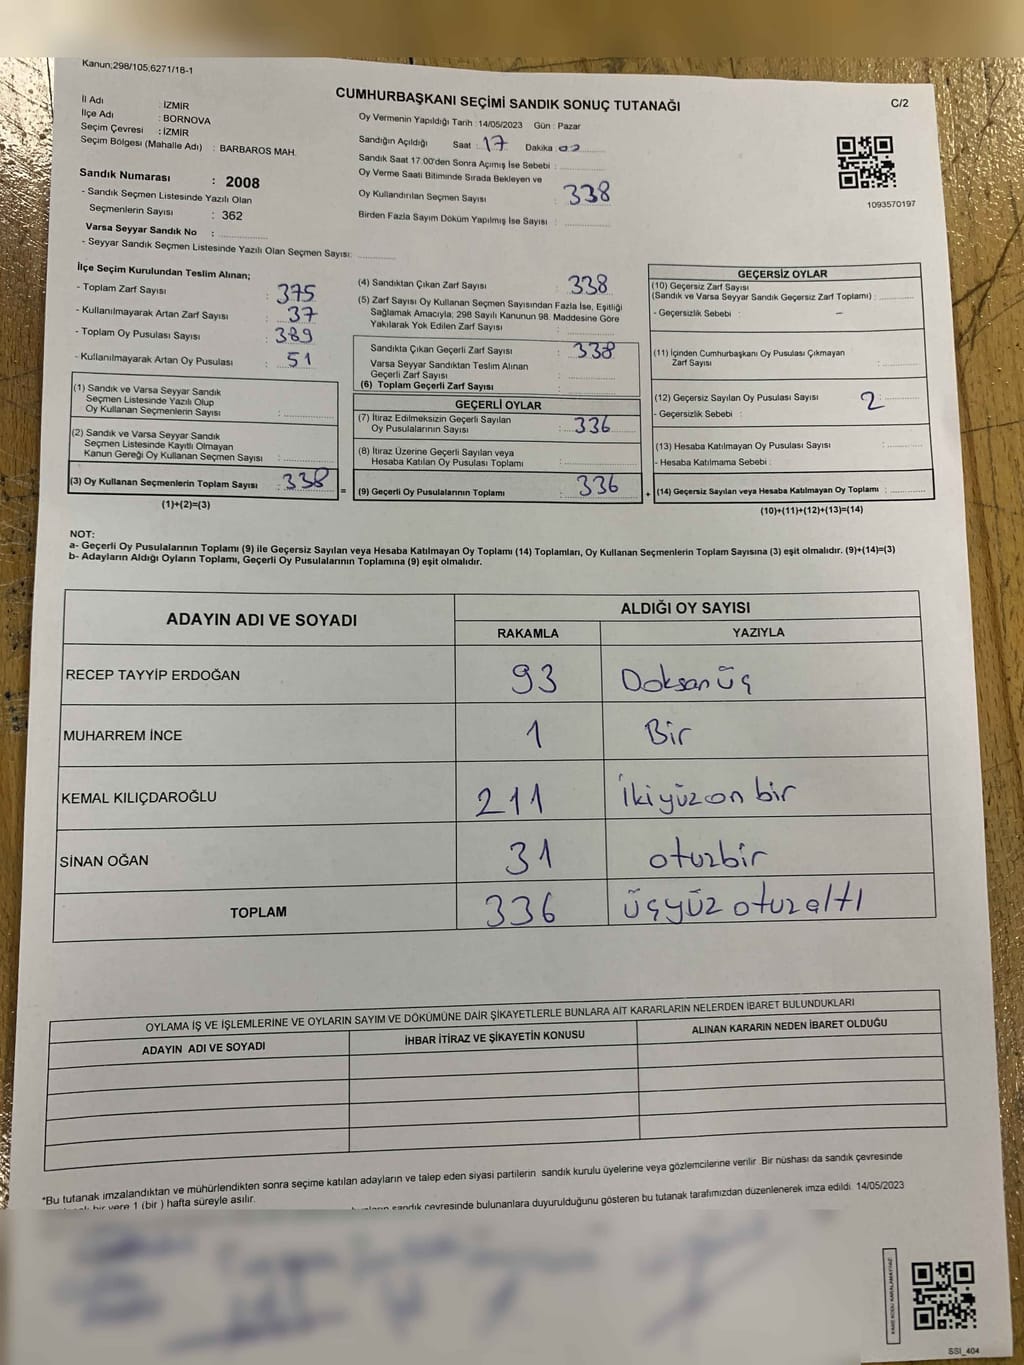 Kanun;298/105,6271/18-1
CUMHURBAŞKANI SEÇİMİ SANDIK SONUÇ TUTANAĞI
C/2
İl Adı : İZMİR
İlçe Adı : BORNOVA
Seçim Çevresi : İZMİR
Seçim Bölgesi (Mahalle Adı) : BARBAROS MAH.
Sandık Numarası : 2008
- Sandık Seçmen Listesinde Yazılı Olan
Seçmenlerin Sayısı : 362
Varsa Seyyar Sandık No :
- Seyyar Sandık Seçmen Listesinde Yazılı Olan Seçmen Sayısı:
Oy Vermenin Yapıldığı Tarih : 14/05/2023 Gün : Pazar
Sandığın Açıldığı Saat : 17 Dakika : 00
Sandık Saat 17.00'den Sonra Açımış İse Sebebi :
Oy Verme Saati Bitiminde Sırada Bekleyen ve
Oy Kullandırılan Seçmen Sayısı : 338
Birden Fazla Sayım Döküm Yapılmış İse Sayısı :
1093570197
İlçe Seçim Kurulundan Teslim Alınan;
- Toplam Zarf Sayısı : 375
- Kullanılmayarak Artan Zarf Sayısı : 37
- Toplam Oy Pusulası Sayısı : 389
- Kullanılmayarak Artan Oy Pusulası : 51
(1) Sandık ve Varsa Seyyar Sandık
Seçmen Listesinde Yazılı Olup
Oy Kullanan Seçmenlerin Sayısı :
(2) Sandık ve Varsa Seyyar Sandık
Seçmen Listesinde Kayıtlı Olmayan
Kanun Gereği Oy Kullanan Seçmen Sayısı :
(3) Oy Kullanan Seçmenlerin Toplam Sayısı : 338
(1)+(2)=(3)
=
(4) Sandıktan Çıkan Zarf Sayısı : 338
(5) Zarf Sayısı Oy Kullanan Seçmen Sayısından Fazla İse, Eşitliği
Sağlamak Amacıyla; 298 Sayılı Kanunun 98. Maddesine Göre
Yakılarak Yok Edilen Zarf Sayısı :
Sandıkta Çıkan Geçerli Zarf Sayısı : 338
Varsa Seyyar Sandıktan Teslim Alınan
Geçerli Zarf Sayısı :
(6) Toplam Geçerli Zarf Sayısı :
GEÇERLİ OYLAR
(7) İtiraz Edilmeksizin Geçerli Sayılan
Oy Pusulalarının Sayısı : 336
(8) İtiraz Üzerine Geçerli Sayılan veya
Hesaba Katılan Oy Pusulası Toplamı :
(9) Geçerli Oy Pusulalarının Toplamı : 336
+
GEÇERSİZ OYLAR
(10) Geçersiz Zarf Sayısı
(Sandık ve Varsa Seyyar Sandık Geçersiz Zarf Toplamı) :
- Geçersizlik Sebebi : –
(11) İçinden Cumhurbaşkanı Oy Pusulası Çıkmayan
Zarf Sayısı :
(12) Geçersiz Sayılan Oy Pusulası Sayısı : 2
- Geçersizlik Sebebi :
(13) Hesaba Katılmayan Oy Pusulası Sayısı :
- Hesaba Katılmama Sebebi :
(14) Geçersiz Sayılan veya Hesaba Katılmayan Oy Toplamı :
(10)+(11)+(12)+(13)=(14)
NOT:
a- Geçerli Oy Pusulalarının Toplamı (9) ile Geçersiz Sayılan veya Hesaba Katılmayan Oy Toplamı (14) Toplamları, Oy Kullanan Seçmenlerin Toplam Sayısına (3) eşit olmalıdır. (9)+(14)=(3)
b- Adayların Aldığı Oyların Toplamı, Geçerli Oy Pusulalarının Toplamına (9) eşit olmalıdır.
ADAYIN ADI VE SOYADI
ALDIĞI OY SAYISI
RAKAMLA YAZIYLA
RECEP TAYYİP ERDOĞAN 93 Doksanüç
MUHARREM İNCE 1 Bir
KEMAL KILIÇDAROĞLU 211 İkiyüzon bir
SİNAN OĞAN 31 otuzbir
TOPLAM 336 üçyüz otuz altı
OYLAMA İŞ VE İŞLEMLERİNE VE OYLARIN SAYIM VE DÖKÜMÜNE DAİR ŞİKAYETLERLE BUNLARA AİT KARARLARIN NELERDEN İBARET BULUNDUKLARI
ADAYIN ADI VE SOYADI İHBAR İTİRAZ VE ŞİKAYETİN KONUSU ALINAN KARARIN NEDEN İBARET OLDUĞU
*Bu tutanak imzalandıktan ve mühürlendikten sonra seçime katılan adayların ve talep eden siyasi partilerin sandık kurulu üyelerine veya gözlemcilerine verilir. Bir nüshası da sandık çevresinde
bir yere 1 (bir ) hafta süreyle asılır.
sandık çevresinde bulunanlara duyurulduğunu gösteren bu tutanak tarafımızdan düzenlenerek imza edildi. 14/05/2023
SSI_404